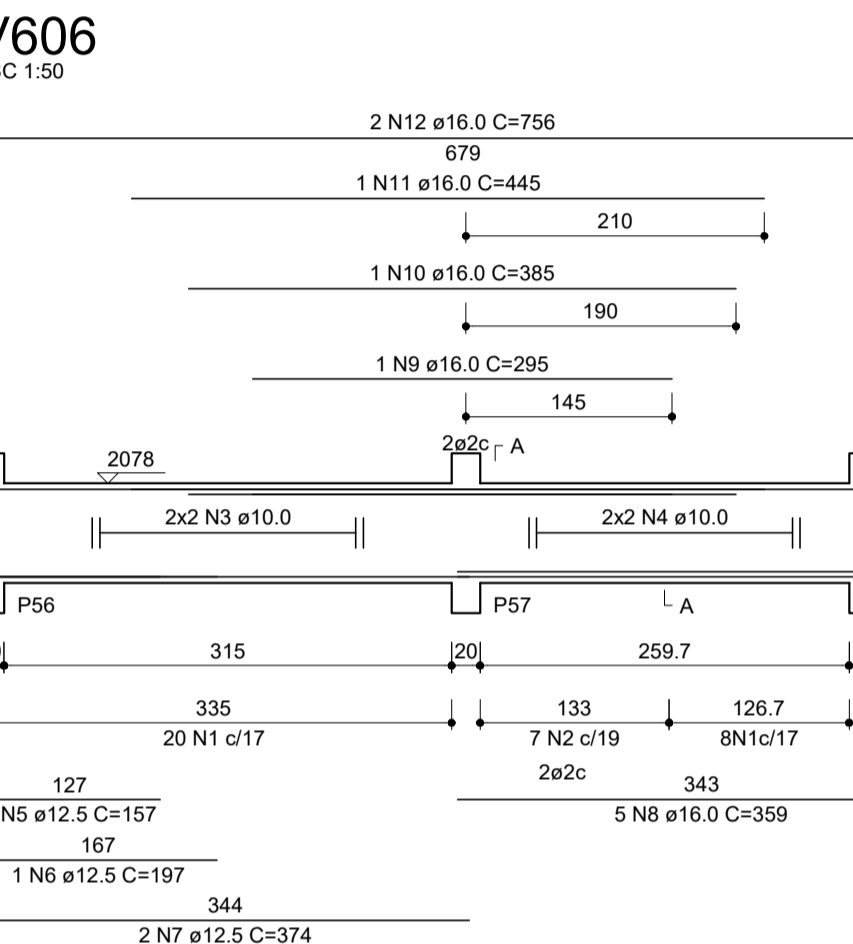 /606
SC 1:50
2 N12 ø16.0 C=756
679
1 N11 ø16.0 C=445
210
1 N10 ø16.0 C=385
190
1 N9 ø16.0 C=295
145
2ø2c A
2078
2x2 N3 ø10.0 2x2 N4 ø10.0
P56 P57 A
315 20 259.7
335 133 126.7
20 N1 c/17 7 N2 c/19 8N1c/17
2ø2c
127 343
N5 ø12.5 C=157 5 N8 ø16.0 C=359
167
1 N6 ø12.5 C=197
344
2 N7 ø12.5 C=374